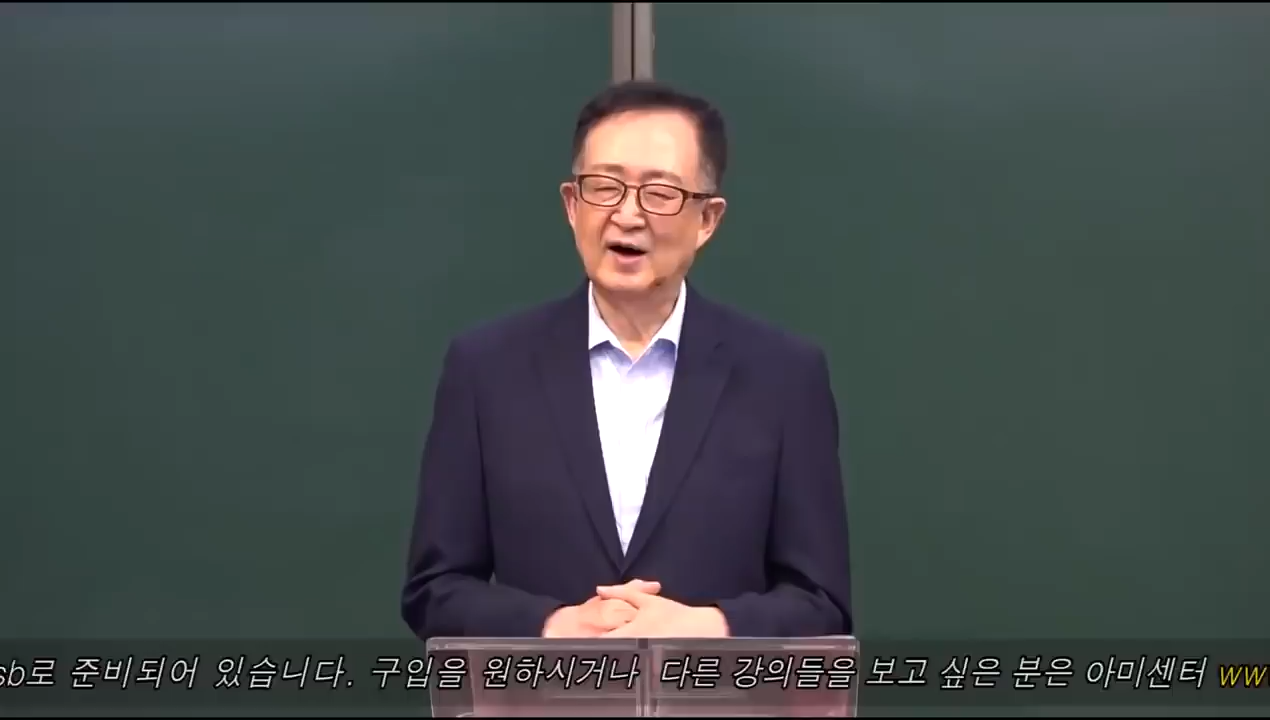 sb로 준비되어 있습니다. 구입을 원하시거나 다른 강의들을 보고 싶은 분은 아미센터 www